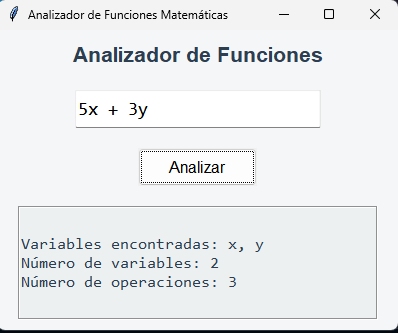 Analizador de Funciones Matemáticas
Analizador de Funciones
5x + 3y
Analizar
Variables encontradas: x, y
Número de variables: 2
Número de operaciones: 3